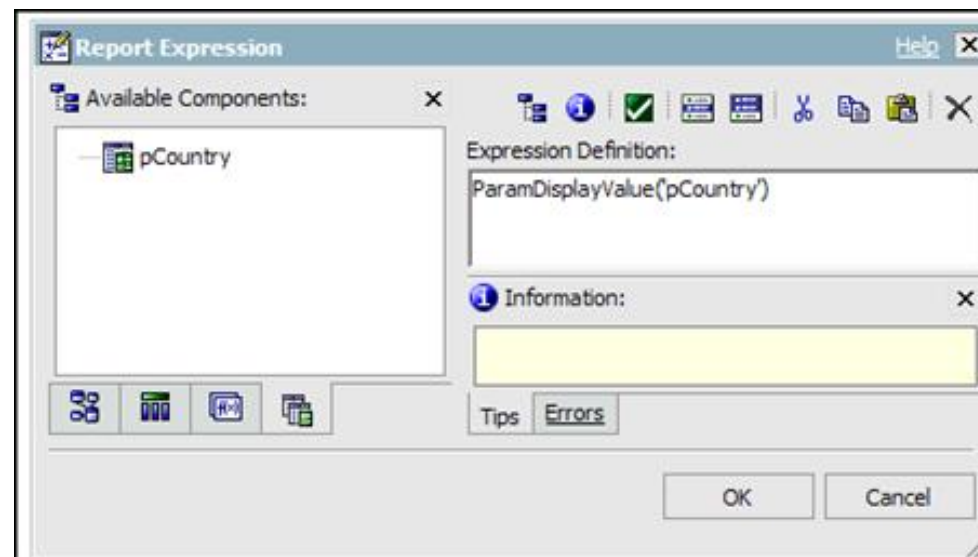 Report Expression
Help
Available Components:
pCountry
Expression Definition:
ParamDisplayValue('pCountry')
Information:
Tips
Errors
OK
Cancel